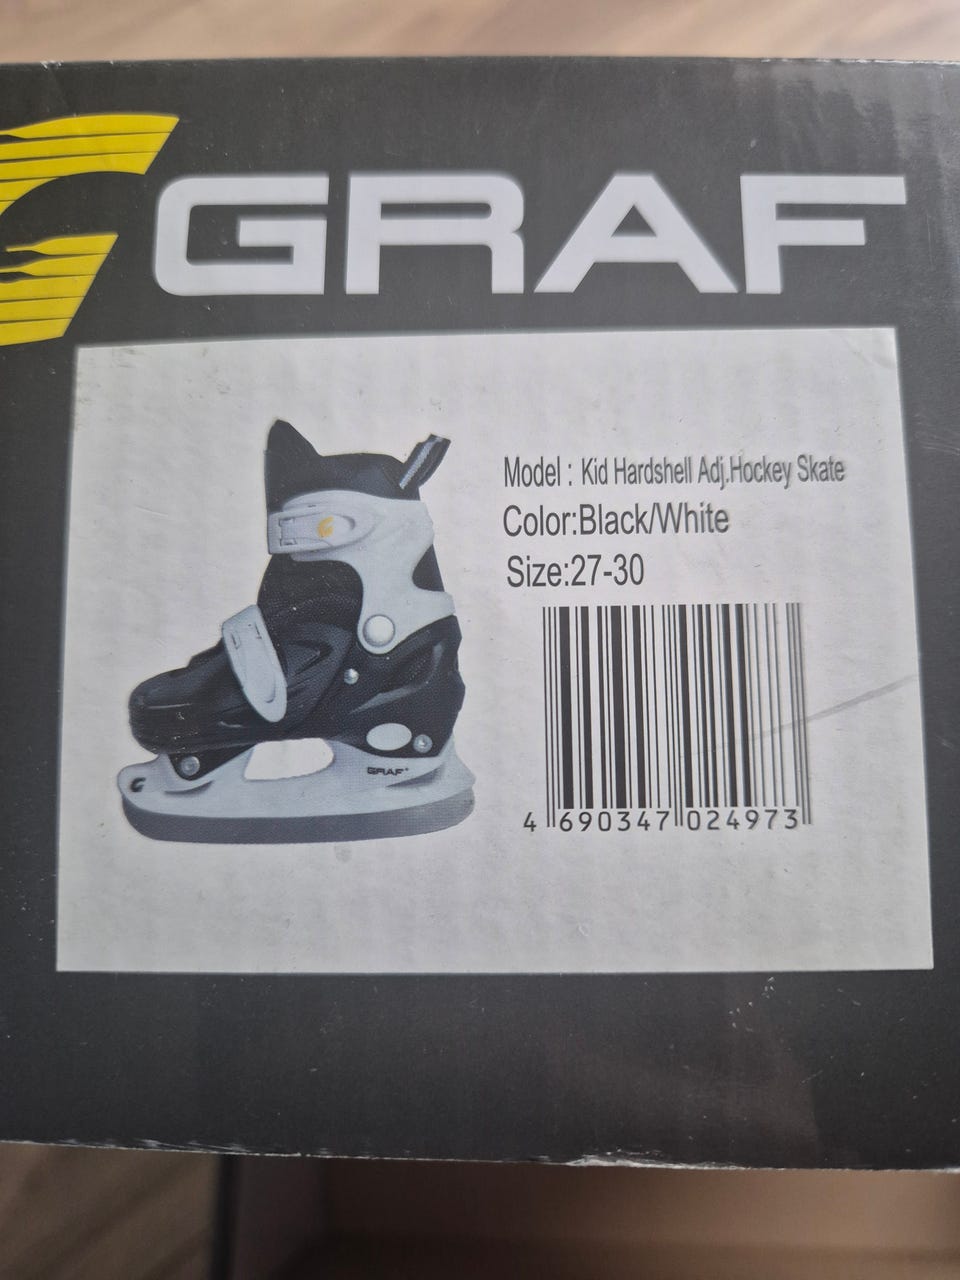 GRAF
Model : Kid Hardshell Adj.Hockey Skate
Color:Black/White
Size:27-30
GRAF
4 690347 024973